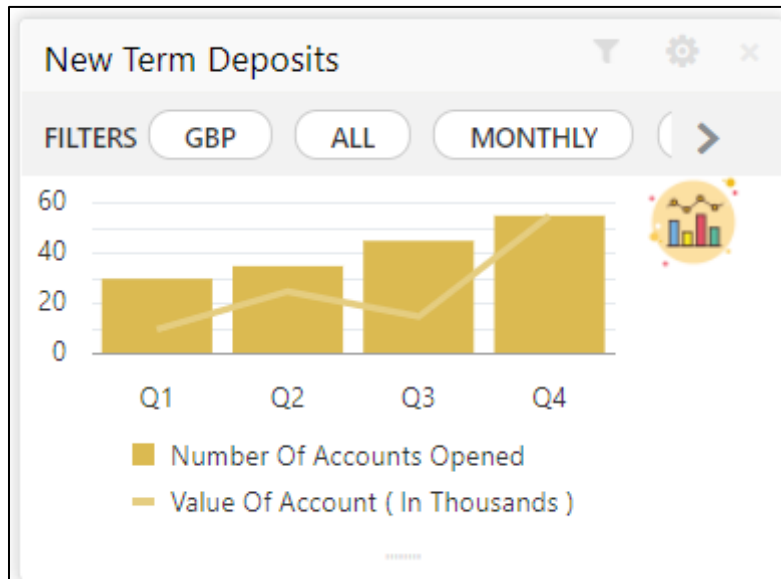 New Term Deposits
FILTERS GBP ALL MONTHLY
60
40
20
0
Q1 Q2 Q3 Q4
Number Of Accounts Opened
Value Of Account ( In Thousands )